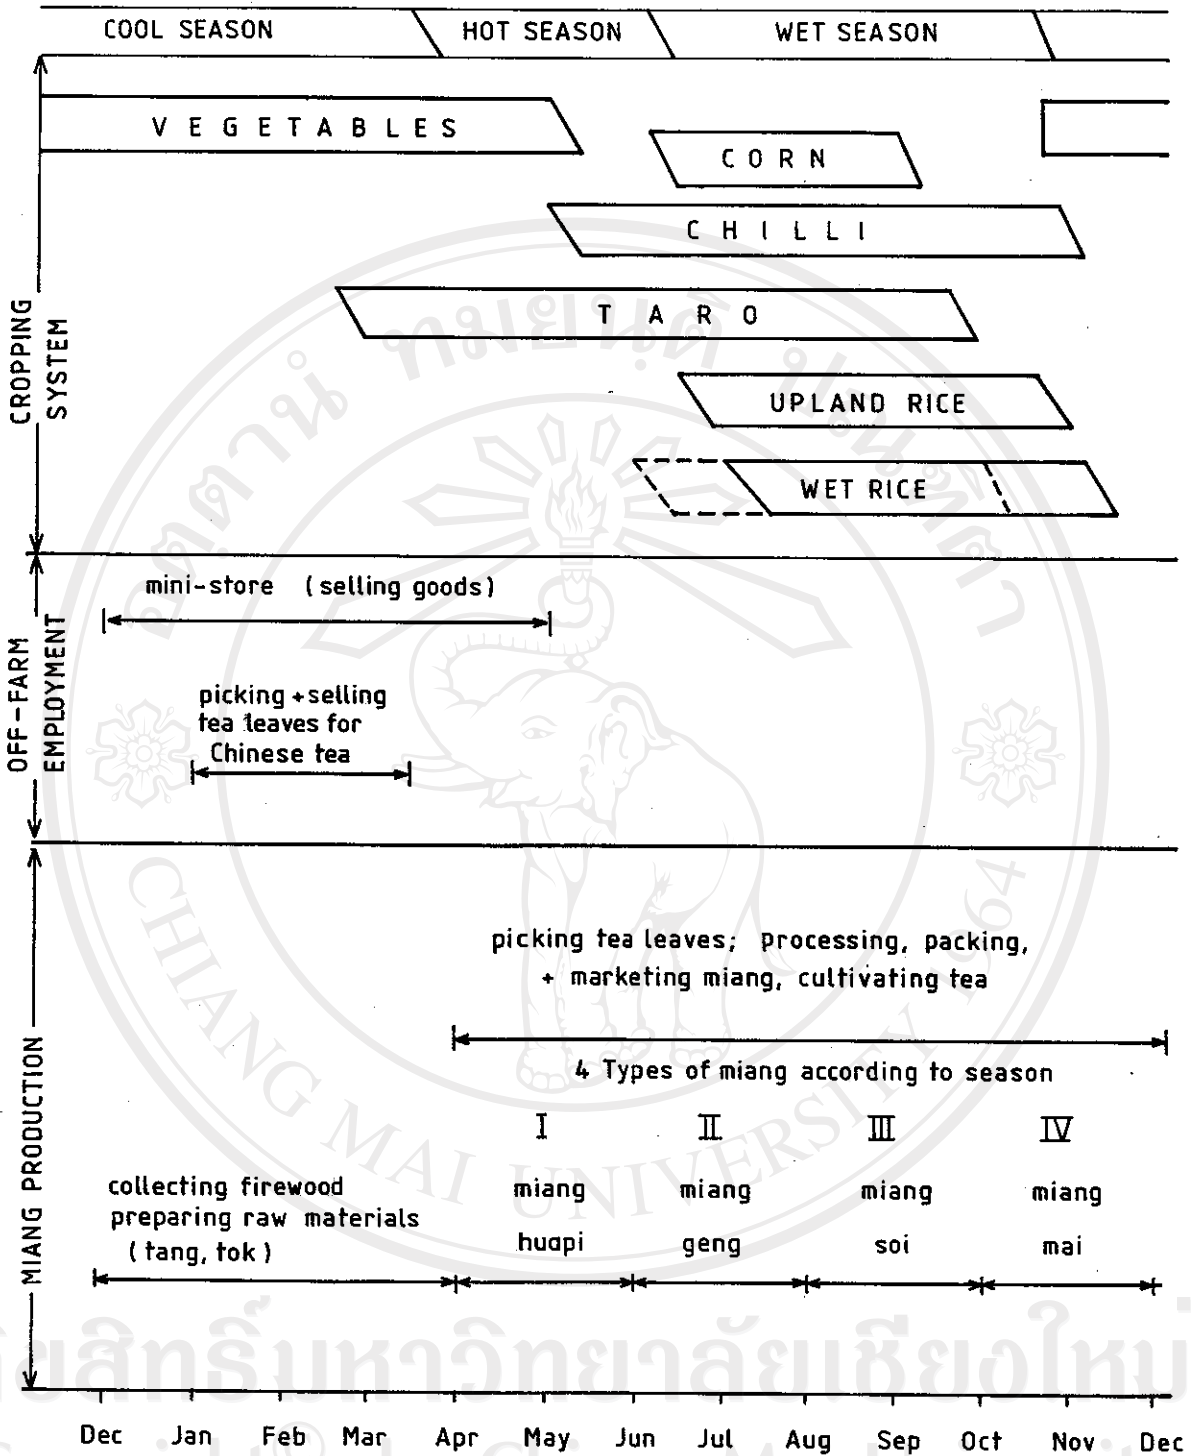 COOL SEASON HOT SEASON WET SEASON
VEGETABLES
CORN
CHILLI
TARO
UPLAND RICE
WET RICE
CROPPING
SYSTEM
mini-store (selling goods)
picking + selling
tea leaves for
Chinese tea
OFF-FARM
EMPLOYMENT
picking tea leaves; processing, packing,
+ marketing miang, cultivating tea
4 Types of miang according to season
I II III IV
collecting firewood
preparing raw materials
(tang, tok)
miang miang miang miang
huapi geng soi mai
MIANG PRODUCTION
Dec Jan Feb Mar Apr May Jun Jul Aug Sep Oct Nov Dec
CHIANG MAI UNIVERSITY 1964